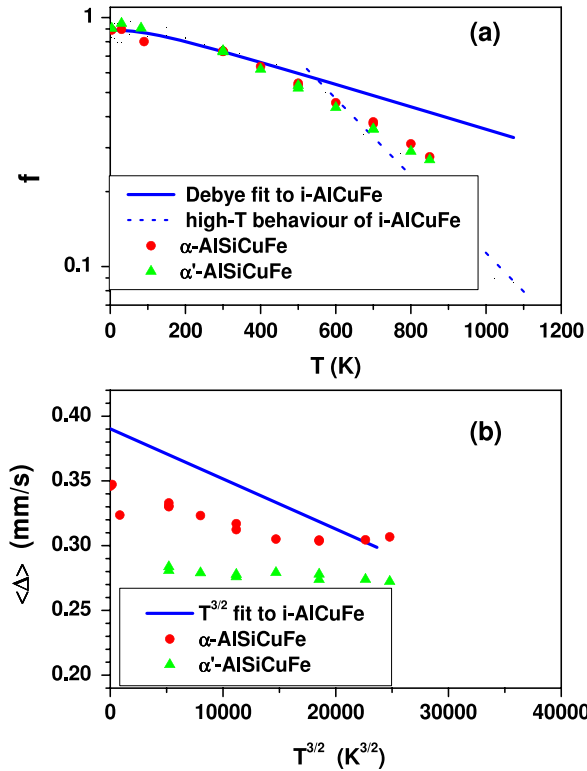 1
(a)
f
0.1
Debye fit to i-AlCuFe
high-T behaviour of i-AlCuFe
α-AlSiCuFe
α'-AlSiCuFe
0 200 400 600 800 1000 1200
T (K)
0.40
(b)
0.35
<Δ> (mm/s)
0.30
0.25
T^{3/2} fit to i-AlCuFe
α-AlSiCuFe
α'-AlSiCuFe
0.20
0 10000 20000 30000 40000
T^{3/2} (K^{3/2})